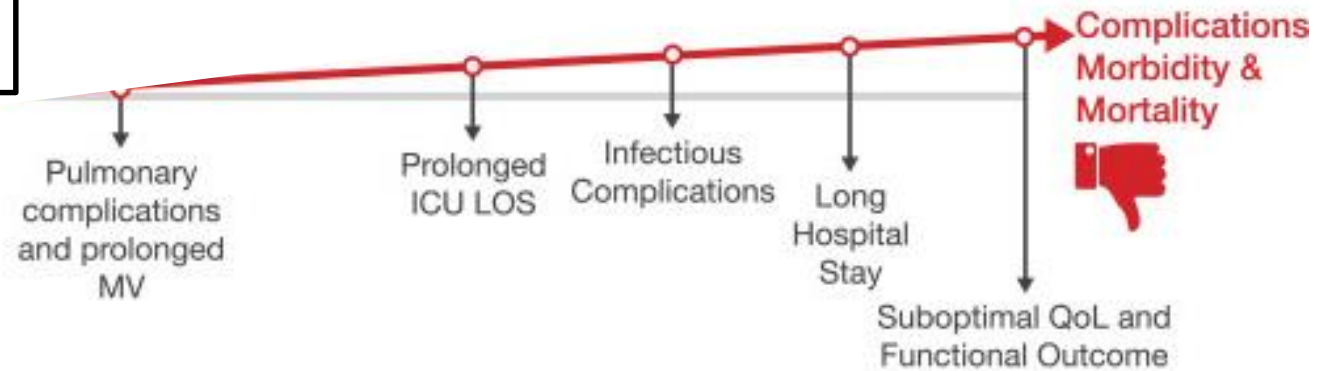 Complications
Morbidity &
Mortality
Pulmonary
complications
and prolonged
MV
Prolonged
ICU LOS
Infectious
Complications
Long
Hospital
Stay
Suboptimal QoL and
Functional Outcome